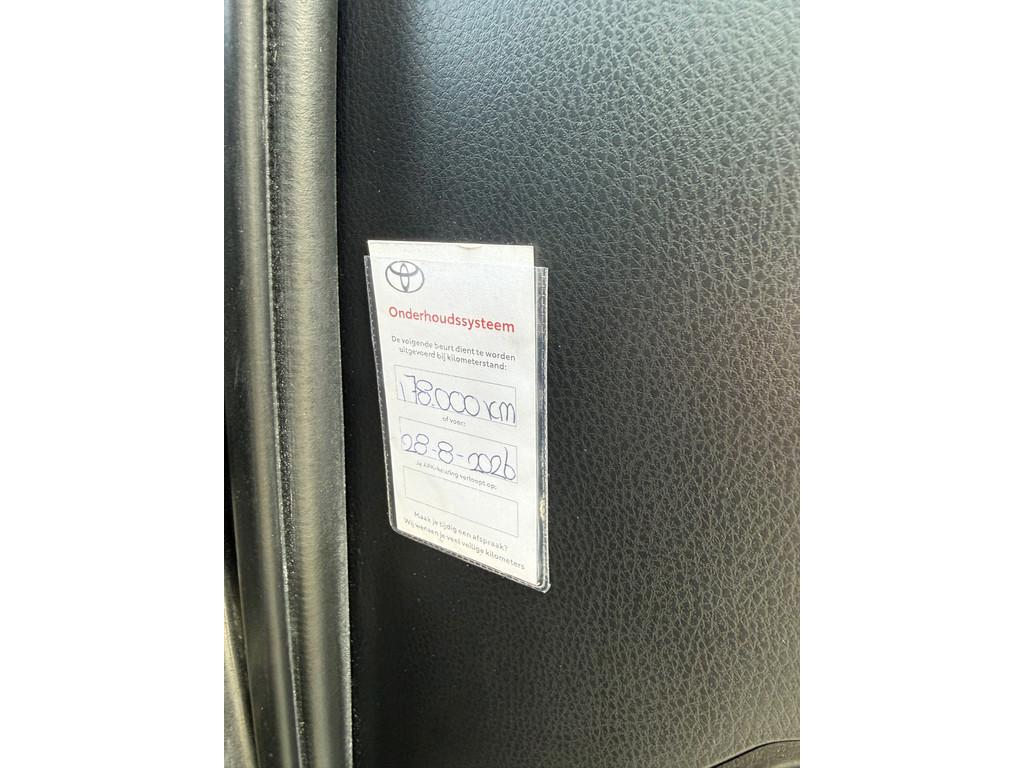 Onderhoudssysteem
De volgende beurt dient te worden
uitgevoerd bij kilometerstand:
178.000 km
of voor:
28-8-2026
Je APK-keuring verloopt op:
Maak je tijdig een afspraak?
Wij wensen je veel veilige kilometers